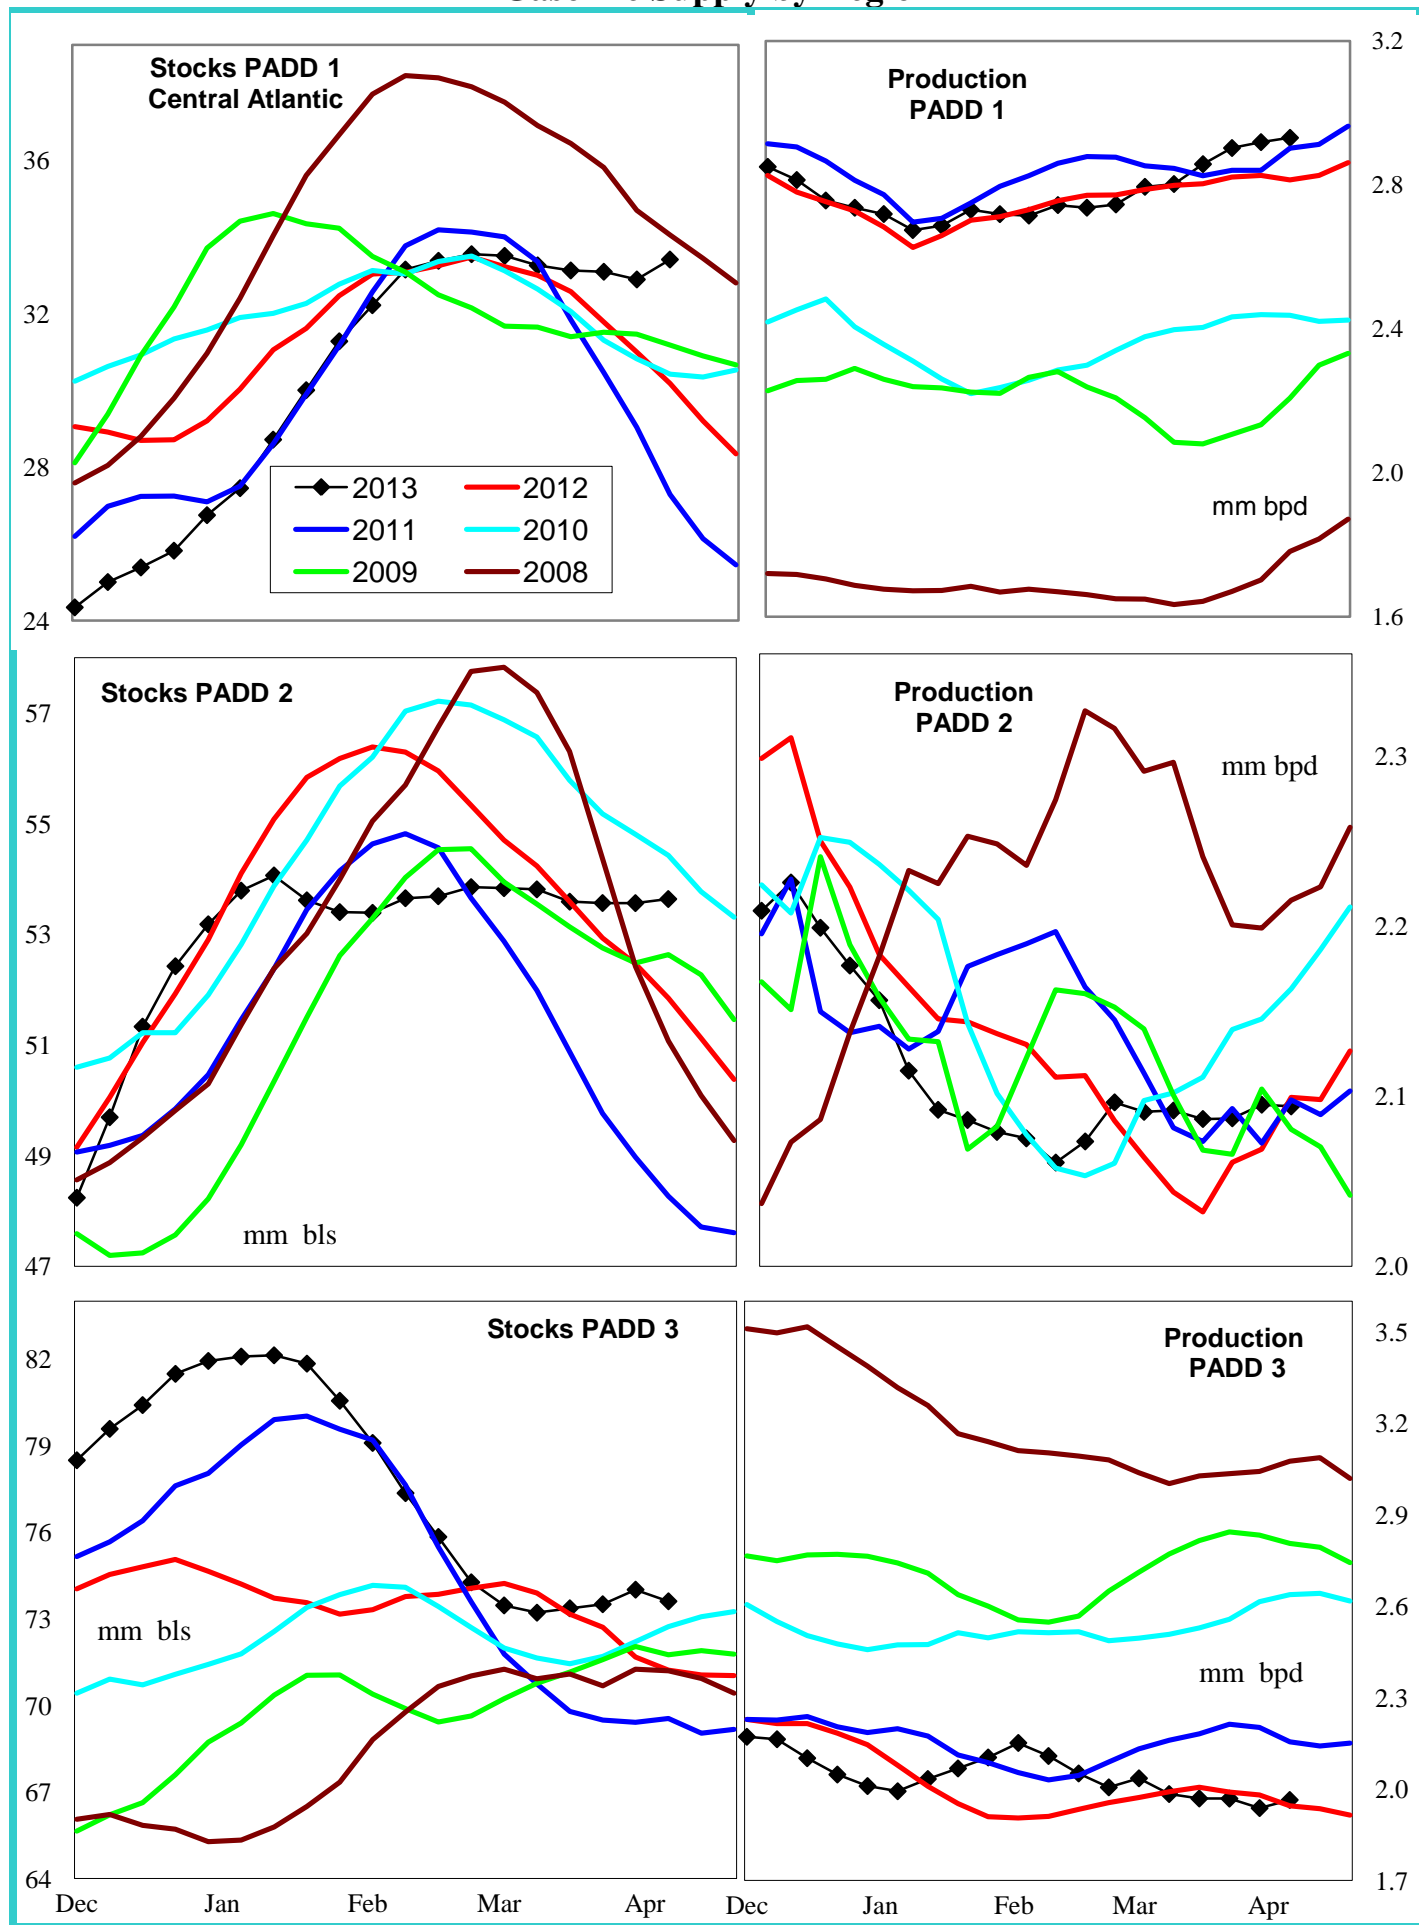 Stocks PADD 1
Central Atlantic
36
32
28
24
2013
2012
2011
2010
2009
2008
Production
PADD 1
3.2
2.8
2.4
2.0
1.6
mm bpd
Stocks PADD 2
57
55
53
51
49
47
mm bls
Production
PADD 2
mm bpd
2.3
2.2
2.1
2.0
Stocks PADD 3
82
79
76
73
70
67
64
mm bls
Dec Jan Feb Mar Apr
Production
PADD 3
3.5
3.2
2.9
2.6
2.3
2.0
1.7
mm bpd
Dec Jan Feb Mar Apr